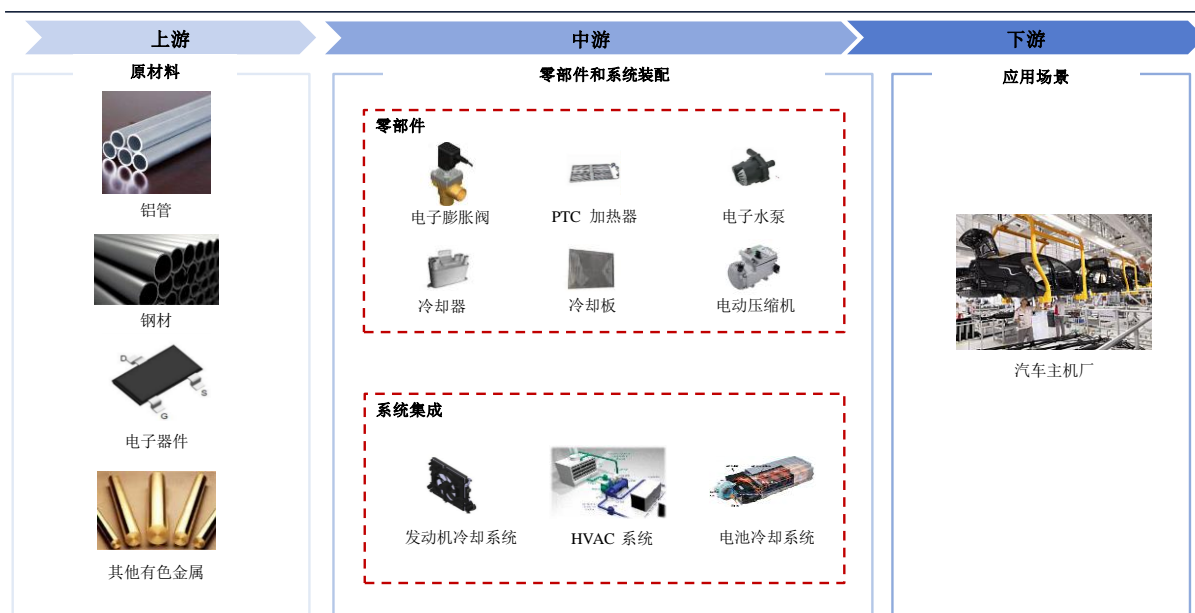 上游
中游
下游
原材料
零部件和系统装配
应用场景
铝管
钢材
D
S
G
电子器件
其他有色金属
零部件
电子膨胀阀
PTC 加热器
电子水泵
冷却器
冷却板
电动压缩机
系统集成
发动机冷却系统
HVAC 系统
电池冷却系统
汽车主机厂